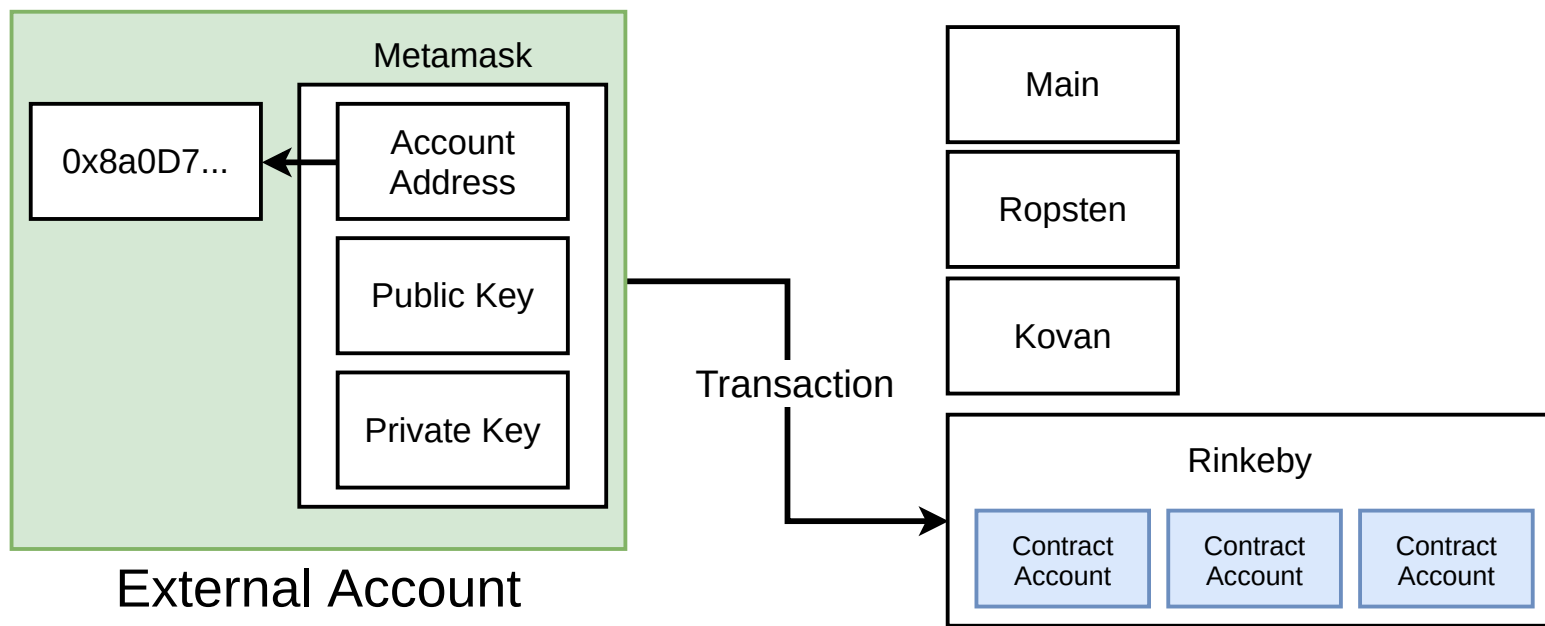 Metamask
0x8a0D7...
Account
Address
Public Key
Private Key
External Account
Transaction
Main
Ropsten
Kovan
Rinkeby
Contract
Account
Contract
Account
Contract
Account